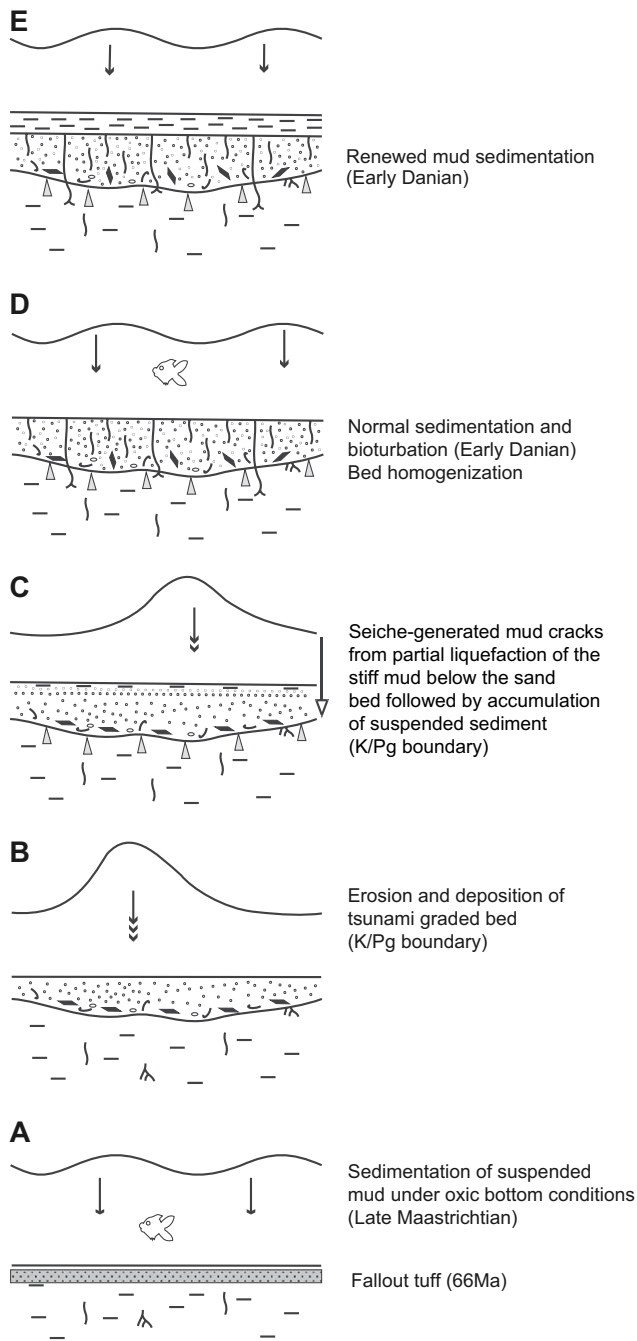 E
Renewed mud sedimentation
(Early Danian)
D
Normal sedimentation and
bioturbation (Early Danian)
Bed homogenization
C
Seiche-generated mud cracks
from partial liquefaction of the
stiff mud below the sand
bed followed by accumulation
of suspended sediment
(K/Pg boundary)
B
Erosion and deposition of
tsunami graded bed
(K/Pg boundary)
A
Sedimentation of suspended
mud under oxic bottom conditions
(Late Maastrichtian)
Fallout tuff (66Ma)